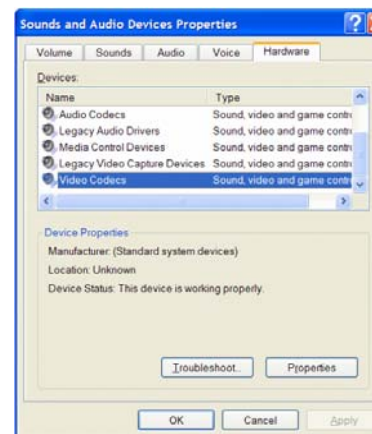 Sounds and Audio Devices Properties
Volume Sounds Audio Voice Hardware
Devices:
Name Type
Audio Codecs Sound, video and game contr
Legacy Audio Drivers Sound, video and game contr
Media Control Devices Sound, video and game contr
Legacy Video Capture Devices Sound, video and game contr
Video Codecs Sound, video and game contr
Device Properties
Manufacturer: (Standard system devices)
Location: Unknown
Device Status: This device is working properly.
Troubleshoot... Properties
OK Cancel Apply